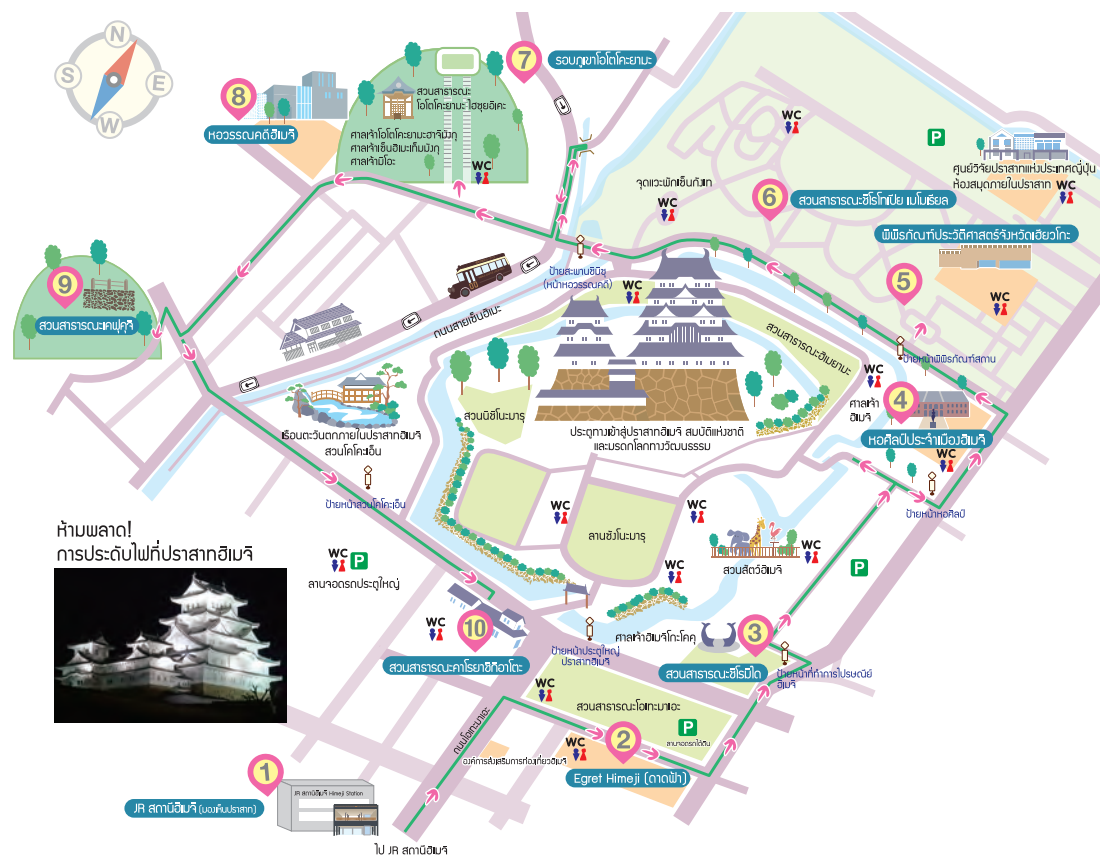 N
S
E
W
7
รอบภูเขาโอโตโคะยามะ
8
หอวรรณคดีฮิเมจิ
สวนสาธารณะ
โอโตโคะยามะ ไฮซุยอิเคะ
ศาลเจ้าโอโตโคะยามะฮาจิมังกุ
ศาลเจ้าเซ็นฮิเมะเท็มมังกุ
ศาลเจ้ามิโอะ
WC
WC
P
ศูนย์วิจัยปราสาทแห่งประเทศญี่ปุ่น
ห้องสมุดภายในปราสาท
WC
จุดแวะพักเซ็นกังเท
WC
6
สวนสาธารณะชิโรโทเปีย เมโมเรียล
พิพิธภัณฑ์ประวัติศาสตร์จังหวัดเฮียวโกะ
5
WC
9
สวนสาธารณะเคฟุคุจิ
ป้ายสะพานชิมิซุ
(หน้าหอวรรณคดี)
WC
ถนนสายเซ็นฮิเมะ
สวนสาธารณะฮิเมยามะ
ป้ายหน้าพิพิธภัณฑ์สถาน
WC
ศาลเจ้า
ฮิเมจิ
4
หอศิลป์ประจำเมืองฮิเมจิ
WC
ป้ายหน้าหอศิลป์
สวนนิชิโนะมารุ
ประตูทางเข้าสู่ปราสาทฮิเมจิ สมบัติแห่งชาติ
และมรดกโลกทางวัฒนธรรม
เรือนตะวันตกภายในปราสาทฮิเมจิ
สวนโคโคะเอ็น
ป้ายหน้าสวนโคโคะเอ็น
WC
ลานซังโนะมารุ
WC
สวนสัตว์ฮิเมจิ
WC
WC
P
ห้ามพลาด!
การประดับไฟที่ปราสาทฮิเมจิ
WC
P
ลานจอดรถประตูใหญ่
WC
10
สวนสาธารณะคาโรยาชิกิอาโตะ
ป้ายหน้าประตูใหญ่
ปราสาทฮิเมจิ
ศาลเจ้าฮิเมจิโกะโคคุ
3
สวนสาธารณะชิโรมิได
ป้ายหน้าที่ทำการไปรษณีย์
ฮิเมจิ
WC
สวนสาธารณะโอเทะมาเอะ
P
ลานจอดรถใต้ดิน
ถนนโอเทะมาเอะ
องค์การส่งเสริมการท่องเที่ยวฮิเมจิ
WC
2
Egret Himeji (ดาดฟ้า)
1
JR สถานีฮิเมจิ Himeji Station
JR สถานีฮิเมจิ (มองเห็นปราสาท)
ไป JR สถานีฮิเมจิ